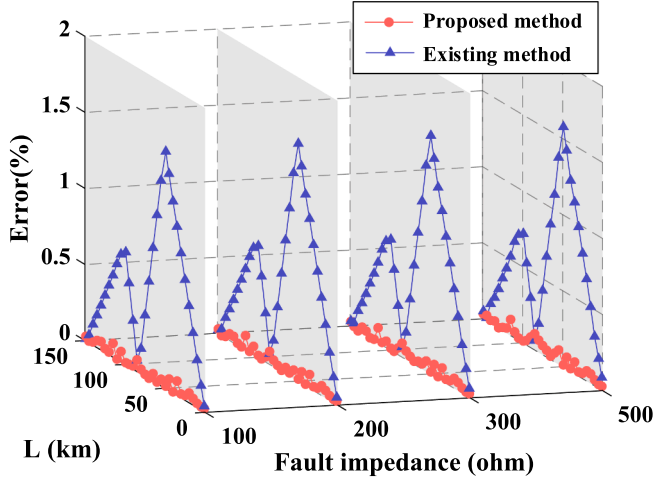 Proposed method
Existing method
Error(%)
2
1.5
1
0.5
0
150
100
50
0
L (km)
100
200
300
500
Fault impedance (ohm)